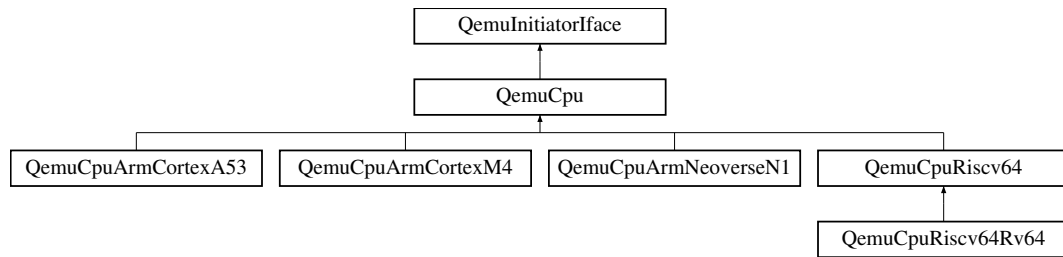 QemuInitiatorIface
QemuCpu
QemuCpuArmCortexA53
QemuCpuArmCortexM4
QemuCpuArmNeoverseN1
QemuCpuRiscv64
QemuCpuRiscv64Rv64